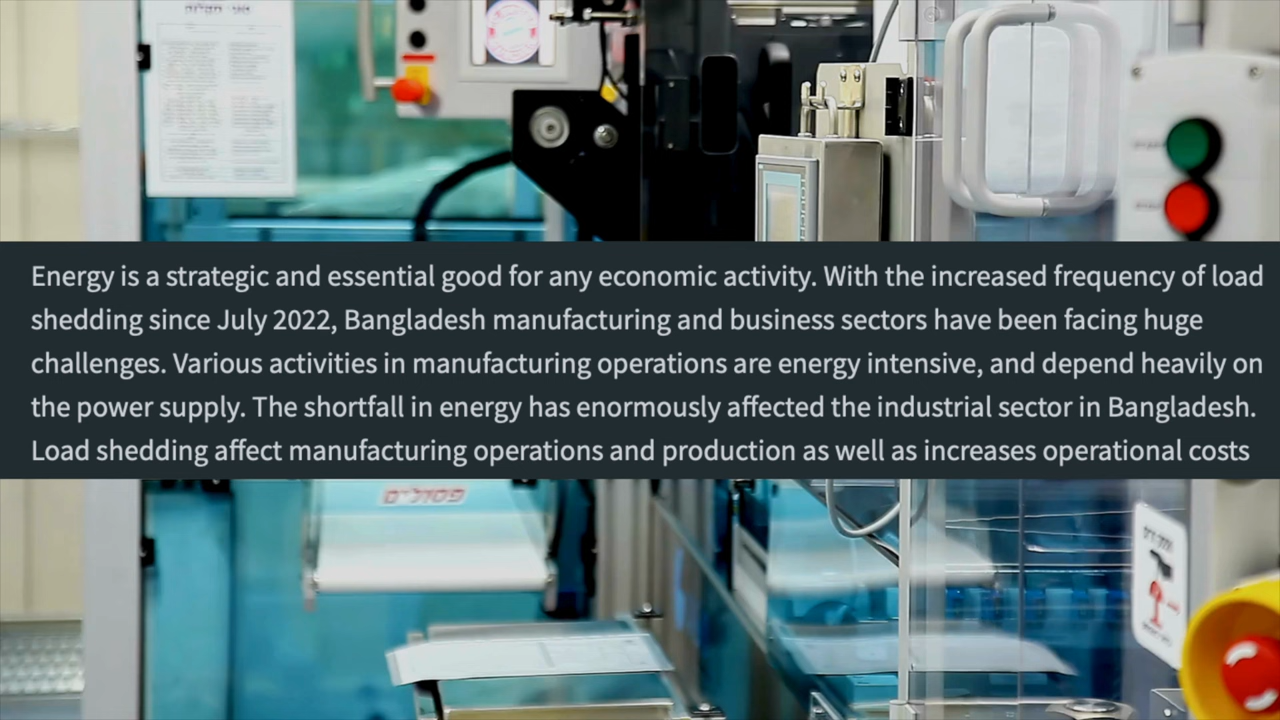 Energy is a strategic and essential good for any economic activity. With the increased frequency of load
shedding since July 2022, Bangladesh manufacturing and business sectors have been facing huge
challenges. Various activities in manufacturing operations are energy intensive, and depend heavily on
the power supply. The shortfall in energy has enormously affected the industrial sector in Bangladesh.
Load shedding affect manufacturing operations and production as well as increases operational costs
פסולים